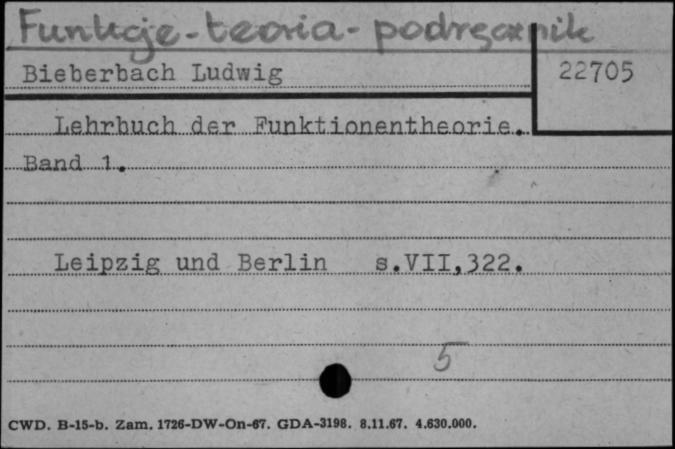 Funkcje - teoria - podręcznik
Bieberbach Ludwig
22705
Lehrbuch der Funktionentheorie.
Band 1.
Leipzig und Berlin s.VII,322.
5
CWD. B-15-b. Zam. 1726-DW-On-67. GDA-3198. 8.11.67. 4.630.000.